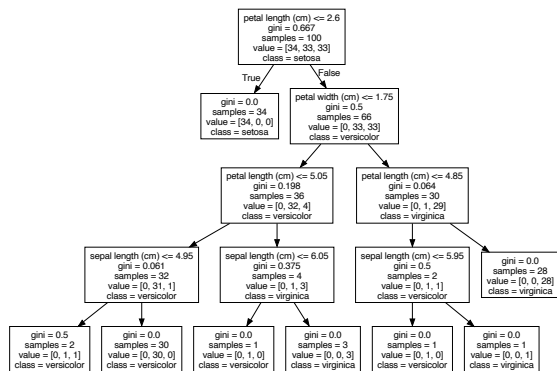 petal length (cm) <= 2.6
gini = 0.667
samples = 100
value = [34, 33, 33]
class = setosa
True
False
gini = 0.0
samples = 34
value = [34, 0, 0]
class = setosa
petal width (cm) <= 1.75
gini = 0.5
samples = 66
value = [0, 33, 33]
class = versicolor
petal length (cm) <= 5.05
gini = 0.198
samples = 36
value = [0, 32, 4]
class = versicolor
petal length (cm) <= 4.85
gini = 0.064
samples = 30
value = [0, 1, 29]
class = virginica
sepal length (cm) <= 4.95
gini = 0.061
samples = 32
value = [0, 31, 1]
class = versicolor
sepal length (cm) <= 6.05
gini = 0.375
samples = 4
value = [0, 1, 3]
class = virginica
sepal length (cm) <= 5.95
gini = 0.5
samples = 2
value = [0, 1, 1]
class = versicolor
gini = 0.0
samples = 28
value = [0, 0, 28]
class = virginica
gini = 0.5
samples = 2
value = [0, 1, 1]
class = versicolor
gini = 0.0
samples = 30
value = [0, 30, 0]
class = versicolor
gini = 0.0
samples = 1
value = [0, 1, 0]
class = versicolor
gini = 0.0
samples = 3
value = [0, 0, 3]
class = virginica
gini = 0.0
samples = 1
value = [0, 1, 0]
class = versicolor
gini = 0.0
samples = 1
value = [0, 0, 1]
class = virginica